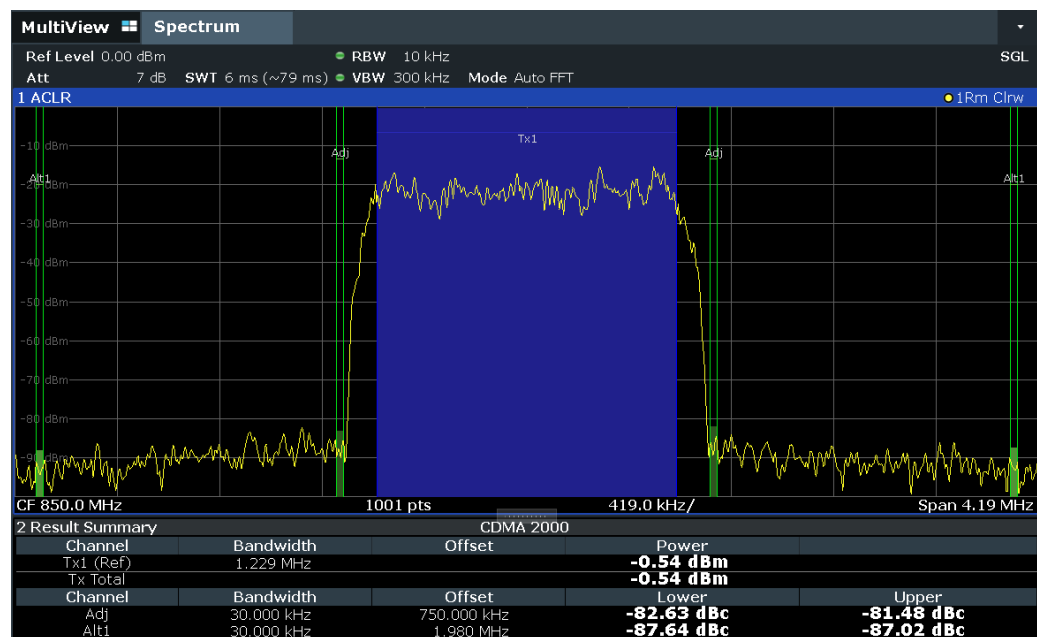 MultiView Spectrum
Ref Level 0.00 dBm RBW 10 kHz SGL
Att 7 dB SWT 6 ms (~79 ms) VBW 300 kHz Mode Auto FFT
1 ACLR 1Rm Clrw
Tx1
-10 dBm
Adj Adj
Alt1 Alt1
-20 dBm
-30 dBm
-40 dBm
-50 dBm
-60 dBm
-70 dBm
-80 dBm
-90 dBm
CF 850.0 MHz 1001 pts 419.0 kHz/ Span 4.19 MHz
2 Result Summary CDMA 2000
Channel Bandwidth Offset Power
Tx1 (Ref) 1.229 MHz -0.54 dBm
Tx Total -0.54 dBm
Channel Bandwidth Offset Lower Upper
Adj 30.000 kHz 750.000 kHz -82.63 dBc -81.48 dBc
Alt1 30.000 kHz 1.980 MHz -87.64 dBc -87.02 dBc